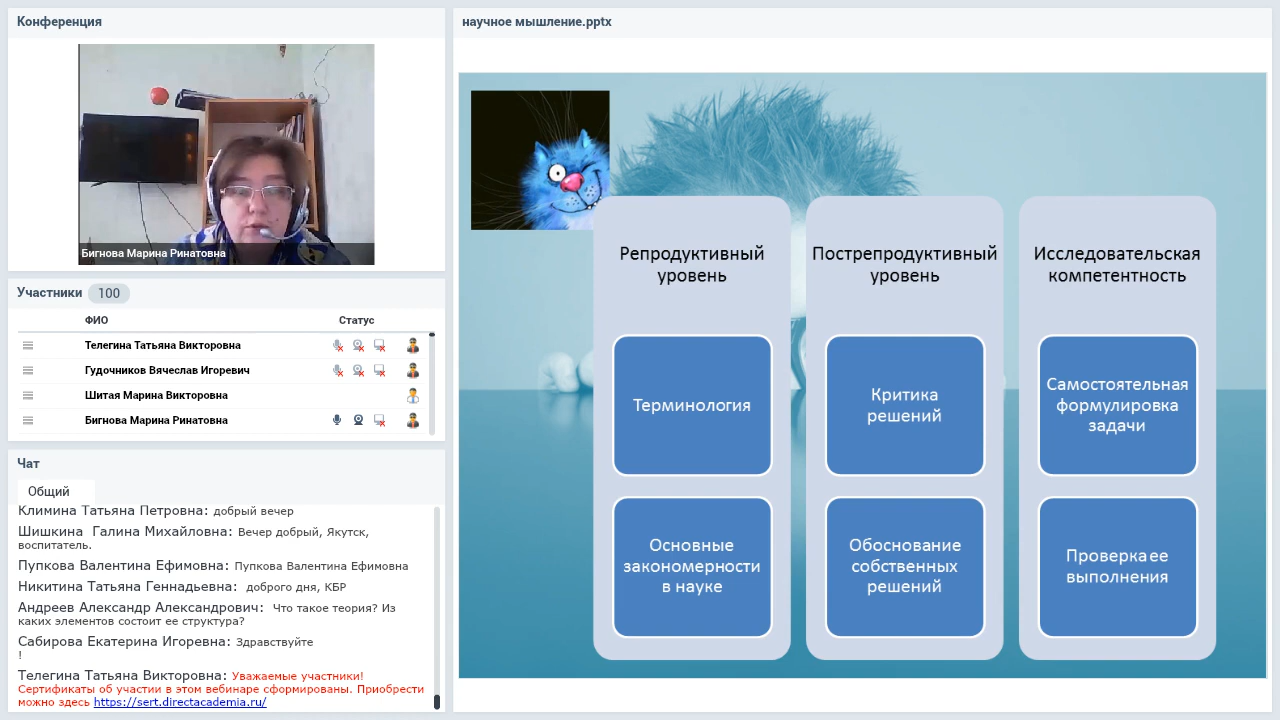 Конференция
Бигнова Марина Ринатовна
Участники 100
ФИО Статус
Телегина Татьяна Викторовна
Гудочников Вячеслав Игоревич
Шитая Марина Викторовна
Бигнова Марина Ринатовна
Чат
Общий
Климина Татьяна Петровна: добрый вечер
Шишкина Галина Михайловна: Вечер добрый, Якутск,
воспитатель.
Пупкова Валентина Ефимовна: Пупкова Валентина Ефимовна
Никитина Татьяна Геннадьевна: доброго дня, КБР
Андреев Александр Александрович: Что такое теория? Из
каких элементов состоит ее структура?
Сабирова Екатерина Игоревна: Здравствуйте
!
Телегина Татьяна Викторовна: Уважаемые участники!
Сертификаты об участии в этом вебинаре сформированы. Приобрести
можно здесь https://sert.directacademia.ru/
научное мышление.pptx
Репродуктивный
уровень
Терминология
Основные
закономерности
в науке
Пострепродуктивный
уровень
Критика
решений
Обоснование
собственных
решений
Исследовательская
компетентность
Самостоятельная
формулировка
задачи
Проверка ее
выполнения